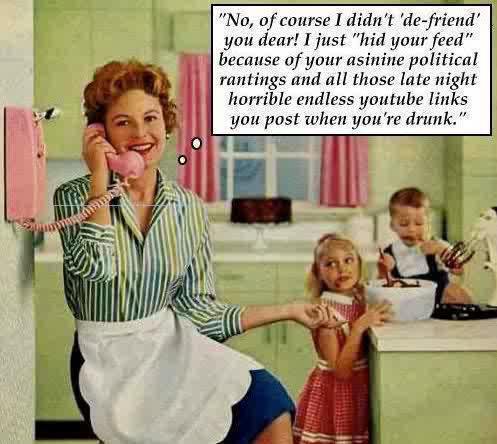 "No, of course I didn't 'de-friend'
you dear! I just "hid your feed"
because of your asinine political
rantings and all those late night
horrible endless youtube links
you post when you're drunk."